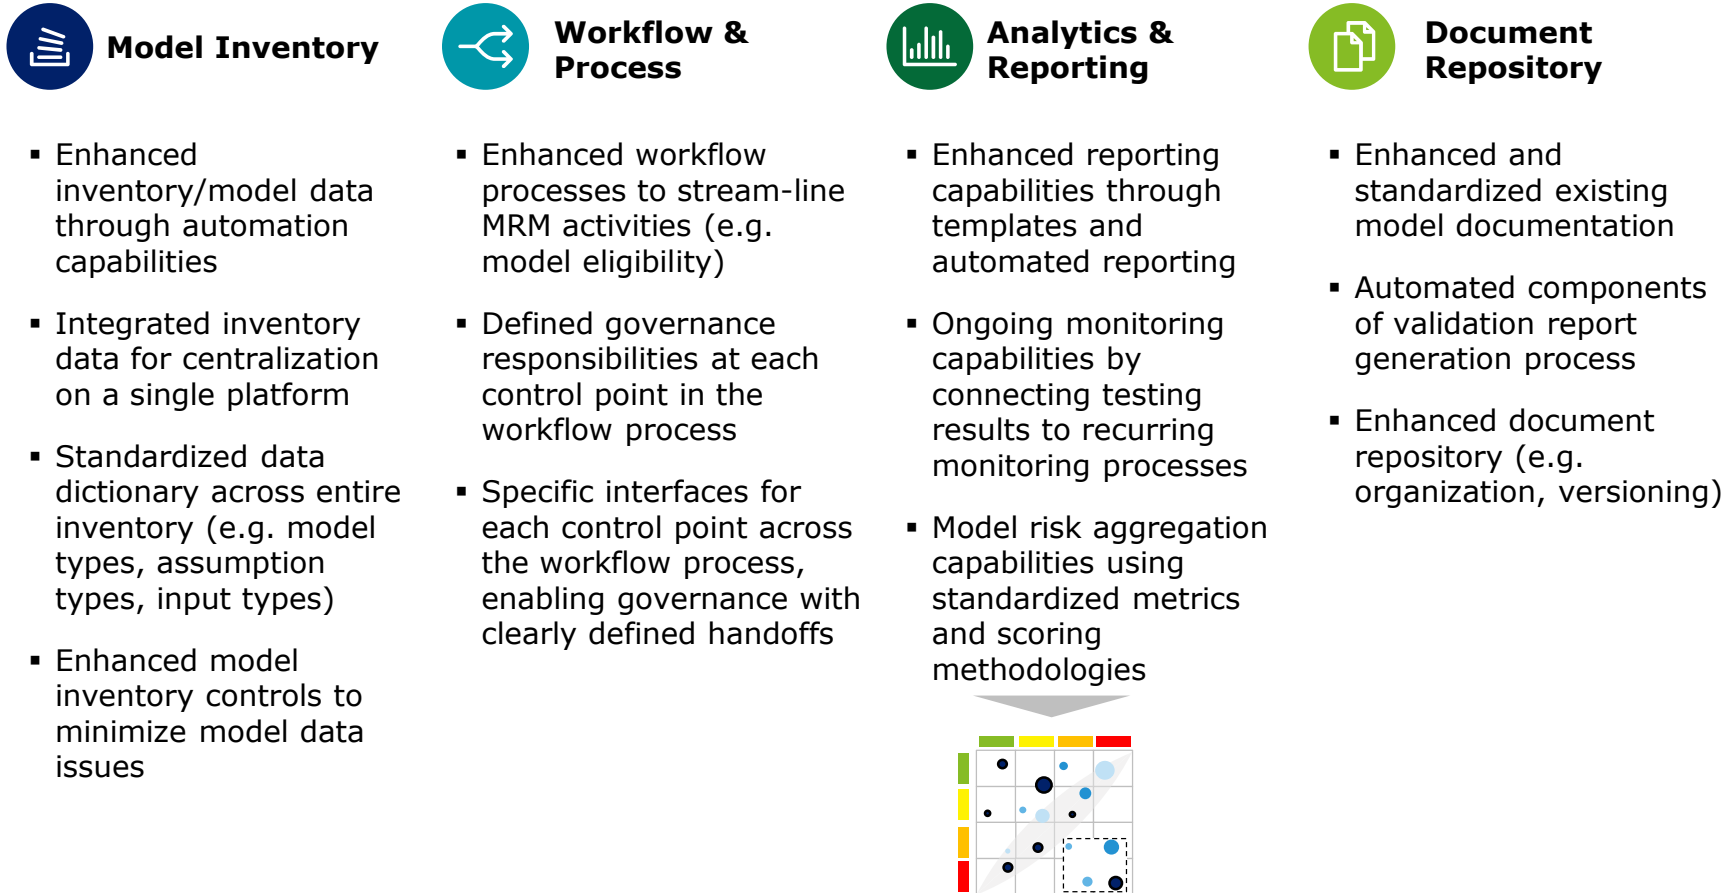 Model Inventory
▪ Enhanced
inventory/model data
through automation
capabilities
▪ Integrated inventory
data for centralization
on a single platform
▪ Standardized data
dictionary across entire
inventory (e.g. model
types, assumption
types, input types)
▪ Enhanced model
inventory controls to
minimize model data
issues
Workflow &
Process
▪ Enhanced workflow
processes to stream-line
MRM activities (e.g.
model eligibility)
▪ Defined governance
responsibilities at each
control point in the
workflow process
▪ Specific interfaces for
each control point across
the workflow process,
enabling governance with
clearly defined handoffs
Analytics &
Reporting
▪ Enhanced reporting
capabilities through
templates and
automated reporting
▪ Ongoing monitoring
capabilities by
connecting testing
results to recurring
monitoring processes
▪ Model risk aggregation
capabilities using
standardized metrics
and scoring
methodologies
Document
Repository
▪ Enhanced and
standardized existing
model documentation
▪ Automated components
of validation report
generation process
▪ Enhanced document
repository (e.g.
organization, versioning)